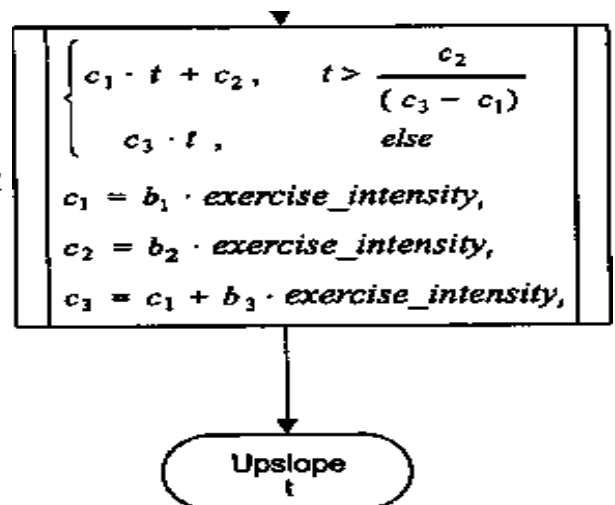 c₁ · t + c₂, t > c₂ / (c₃ − c₁)
c₃ · t, else
c₁ = b₁ · exercise_intensity,
c₂ = b₂ · exercise_intensity,
c₃ = c₁ + b₃ · exercise_intensity,
Upslope
t